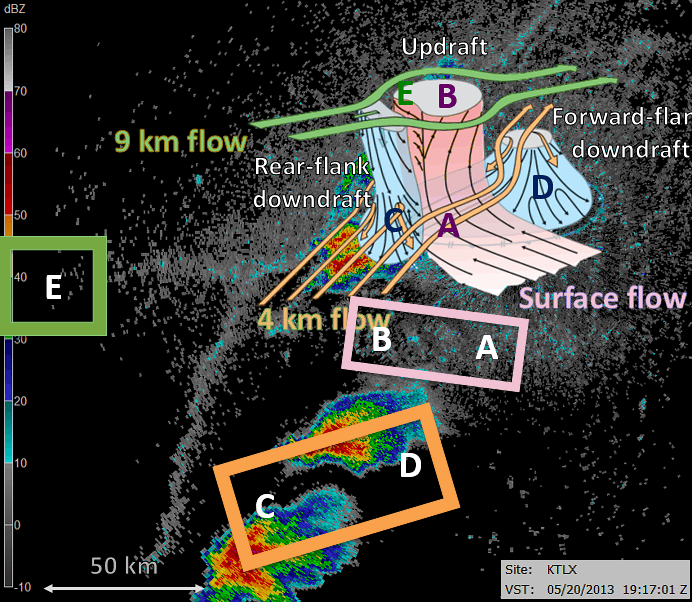 dBZ
80
70
60
50
40
30
20
10
0
-10
Updraft
E
B
9 km flow
Forward-flan
downdraft
Rear-flank
downdraft
D
C
A
Surface flow
4 km flow
E
B
A
D
C
50 km
Site: KTLX
VST: 05/20/2013 19:17:01 Z